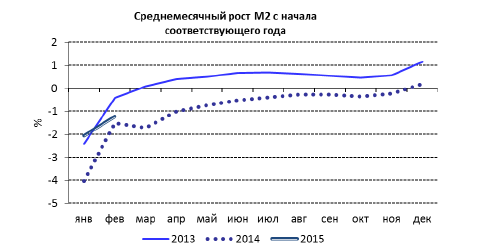 Среднемесячный рост М2 с начала
соответствующего года
2
1
0
-1
-2
-3
-4
-5
%
янв фев мар апр май июн июл авг сен окт ноя дек
2013 2014 2015